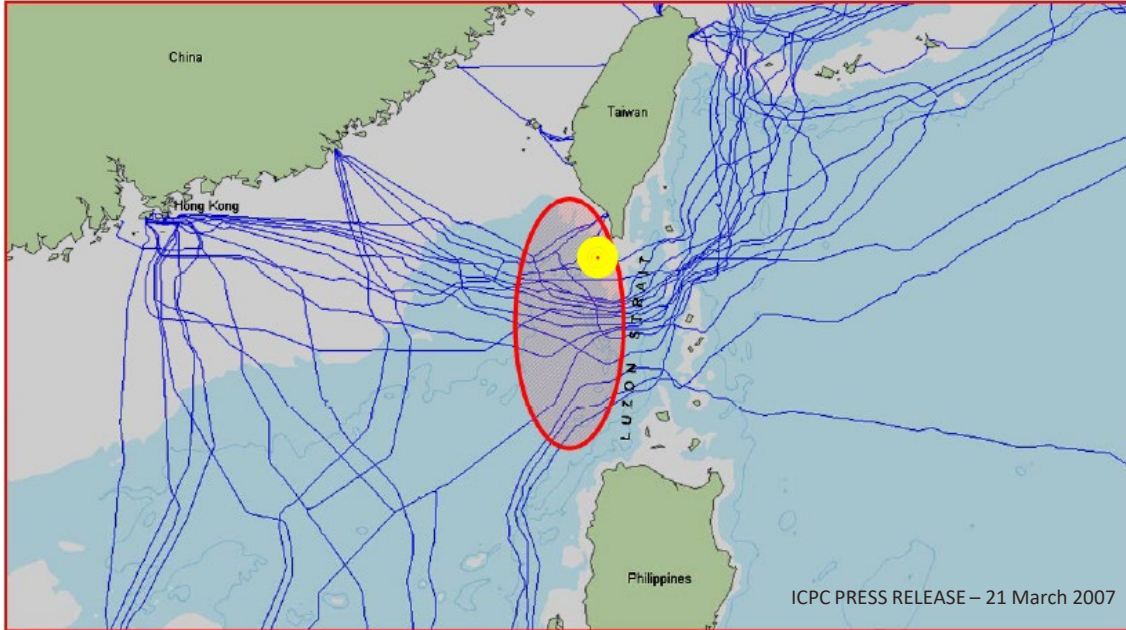 China
Taiwan
Hong Kong
LUZON STRAIT
Philippines
ICPC PRESS RELEASE – 21 March 2007